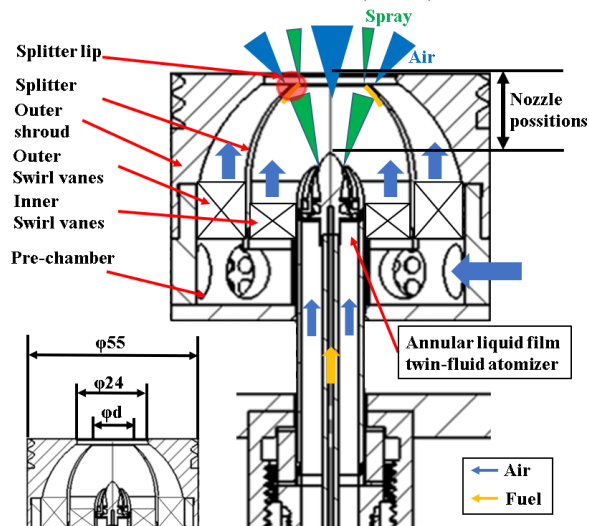 Spray
Splitter lip
Air
Splitter
Nozzle
possitions
Outer
shroud
Outer
Swirl vanes
Inner
Swirl vanes
Pre-chamber
Annular liquid film
twin-fluid atomizer
φ55
φ24
φd
Air
Fuel